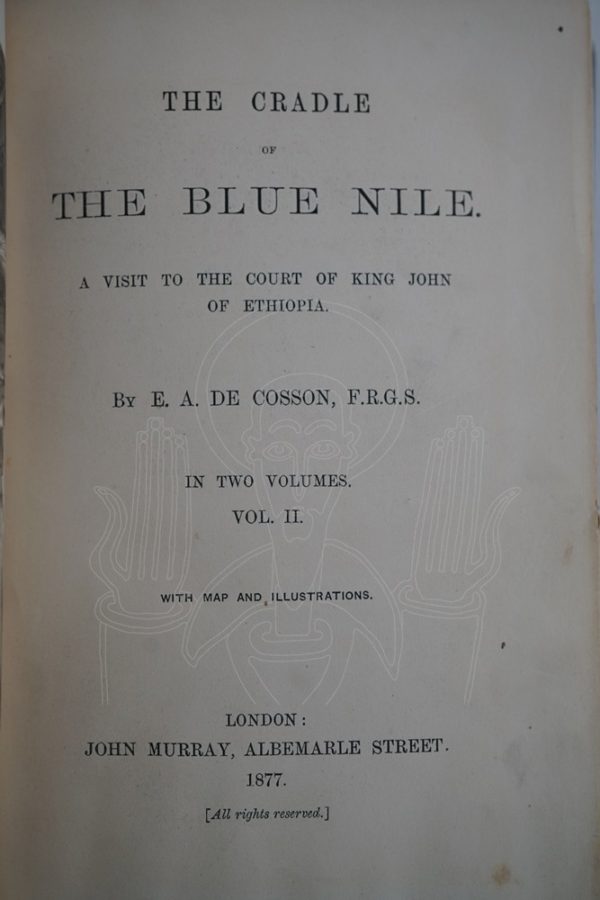 THE CRADLE
OF
THE BLUE NILE.
A VISIT TO THE COURT OF KING JOHN
OF ETHIOPIA.
By E. A. DE COSSON, F.R.G.S.
IN TWO VOLUMES.
VOL. II.
WITH MAP AND ILLUSTRATIONS.
LONDON:
JOHN MURRAY, ALBEMARLE STREET.
1877.
[All rights reserved.]